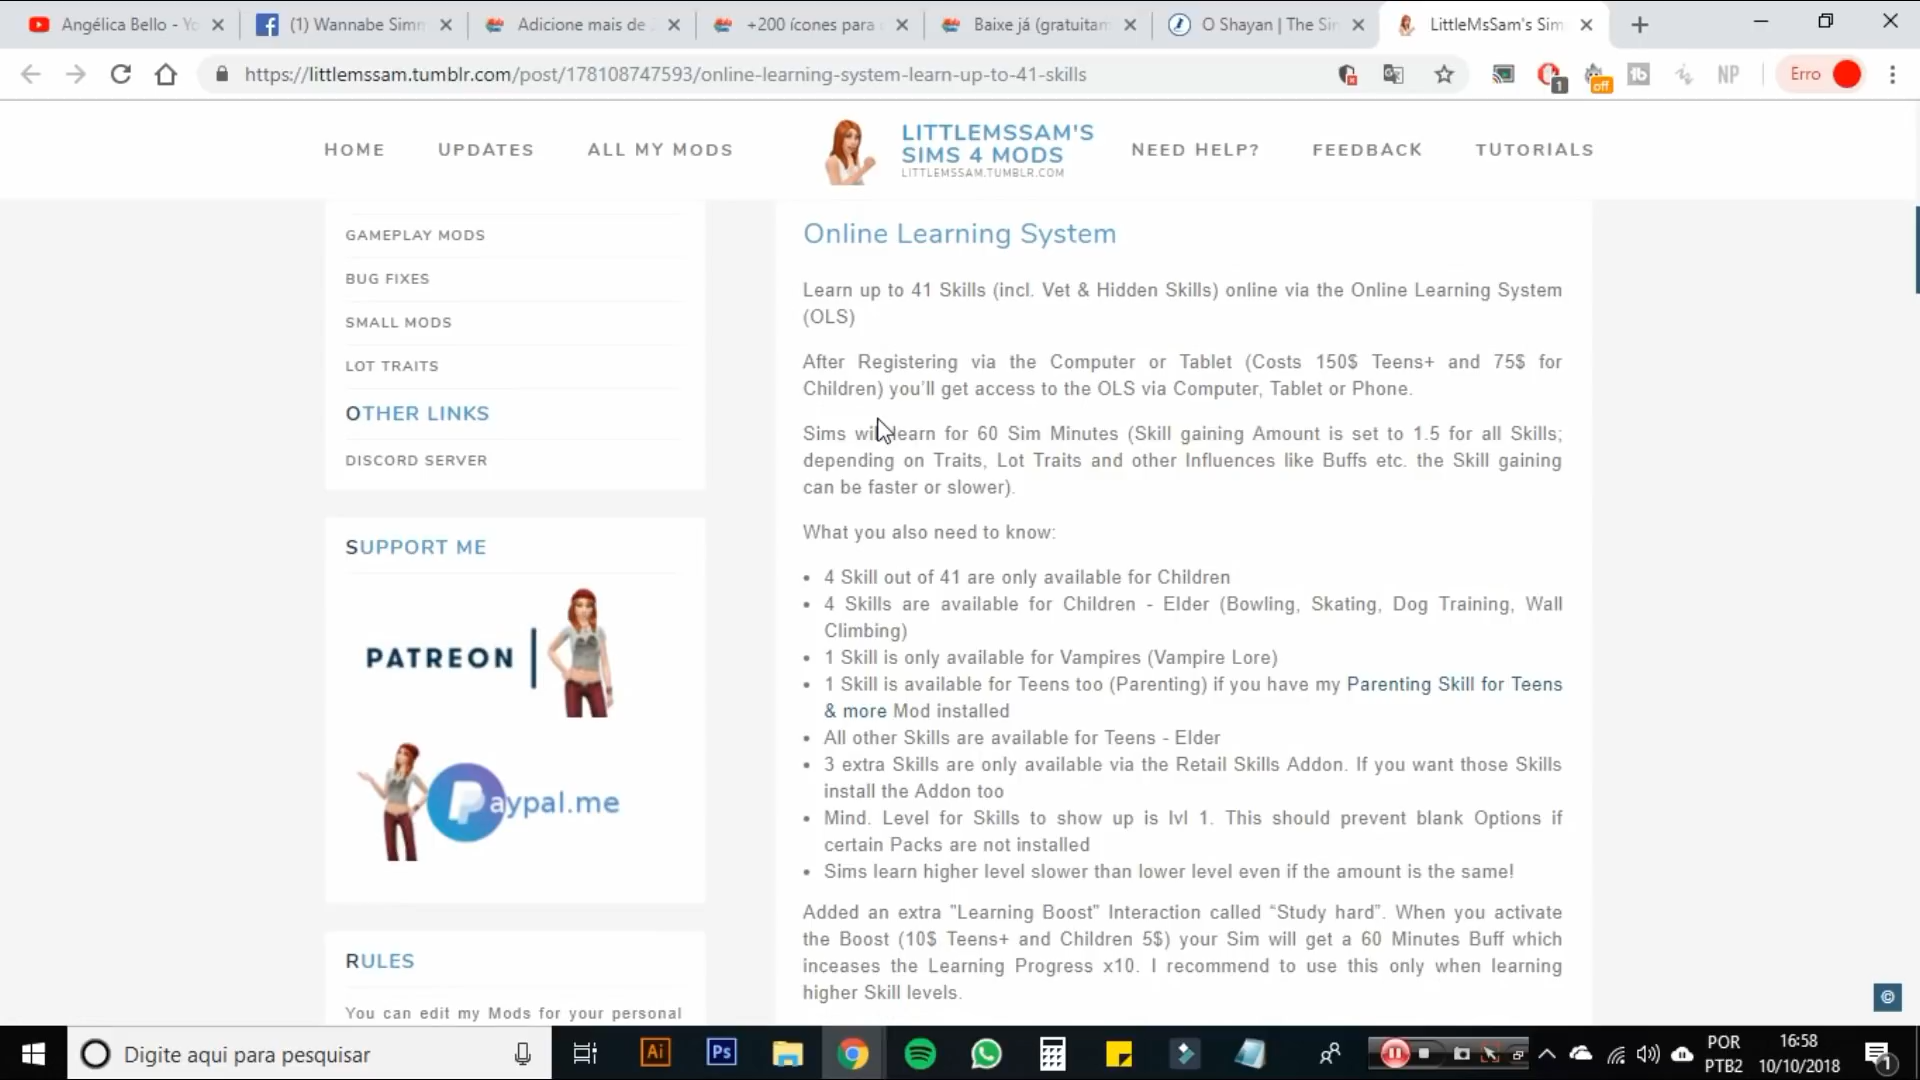 Angélica Bello - Yo
(1) Wannabe Simm
Adicione mais de
+200 ícones para
Baixe já (gratuitam
O Shayan | The Sim
LittleMsSam's Sim
https://littlemssam.tumblr.com/post/178108747593/online-learning-system-learn-up-to-41-skills
1
off
NP
Erro
HOME
UPDATES
ALL MY MODS
LITTLEMSSAM'S
SIMS 4 MODS
LITTLEMSSAM.TUMBLR.COM
NEED HELP?
FEEDBACK
TUTORIALS
GAMEPLAY MODS
BUG FIXES
SMALL MODS
LOT TRAITS
OTHER LINKS
DISCORD SERVER
SUPPORT ME
PATREON
Paypal.me
RULES
You can edit my Mods for your personal
Online Learning System
Learn up to 41 Skills (incl. Vet & Hidden Skills) online via the Online Learning System
(OLS)
After Registering via the Computer or Tablet (Costs 150$ Teens+ and 75$ for
Children) you'll get access to the OLS via Computer, Tablet or Phone.
Sims will learn for 60 Sim Minutes (Skill gaining Amount is set to 1.5 for all Skills;
depending on Traits, Lot Traits and other Influences like Buffs etc. the Skill gaining
can be faster or slower).
What you also need to know:
• 4 Skill out of 41 are only available for Children
• 4 Skills are available for Children - Elder (Bowling, Skating, Dog Training, Wall
Climbing)
• 1 Skill is only available for Vampires (Vampire Lore)
• 1 Skill is available for Teens too (Parenting) if you have my Parenting Skill for Teens
& more Mod installed
• All other Skills are available for Teens - Elder
• 3 extra Skills are only available via the Retail Skills Addon. If you want those Skills
install the Addon too
• Mind. Level for Skills to show up is lvl 1. This should prevent blank Options if
certain Packs are not installed
• Sims learn higher level slower than lower level even if the amount is the same!
Added an extra "Learning Boost" Interaction called “Study hard”. When you activate
the Boost (10$ Teens+ and Children 5$) your Sim will get a 60 Minutes Buff which
inceases the Learning Progress x10. I recommend to use this only when learning
higher Skill levels.
©
Digite aqui para pesquisar
Ai
Ps
POR
PTB2
16:58
10/10/2018
1